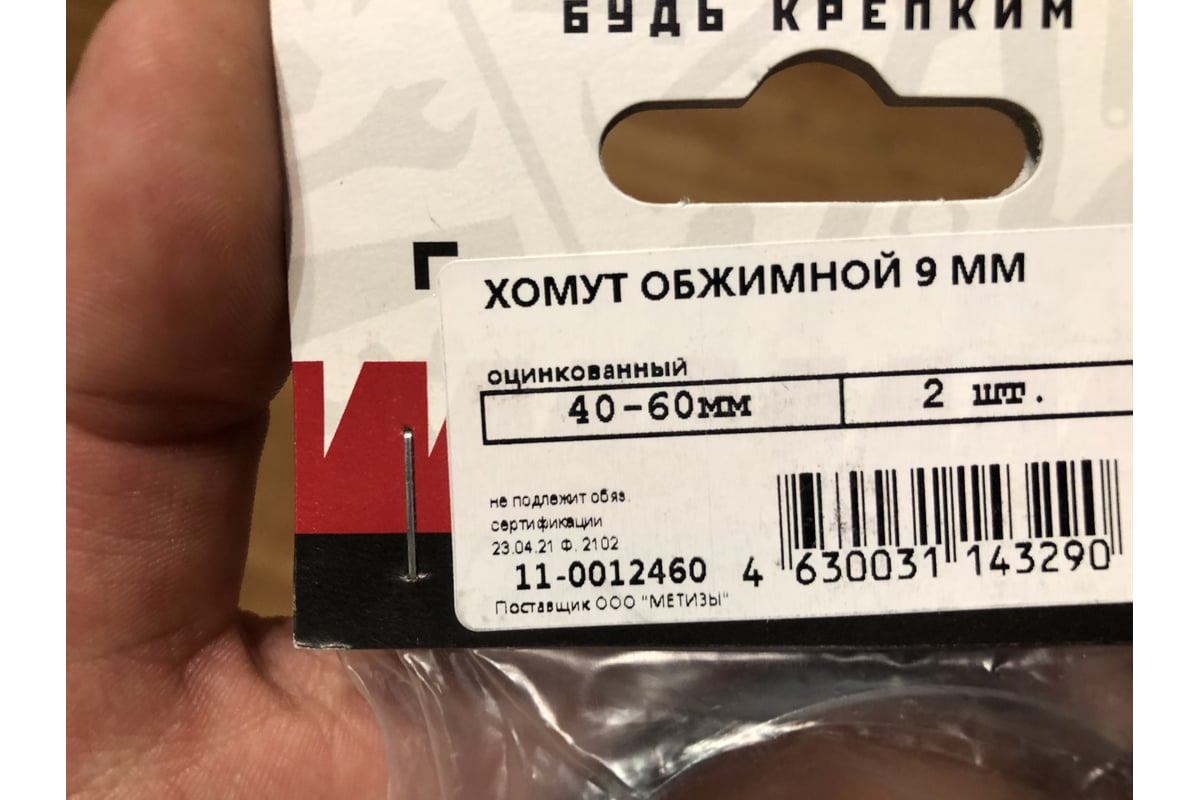 БУДЬ КРЕПКИМ
ХОМУТ ОБЖИМНОЙ 9 ММ
оцинкованный
40-60мм 2 шт.
не подлежит обяз.
сертификации
23.04.21 Ф. 2102
11-0012460
4 630031 143290
Поставщик ООО "МЕТИЗЫ"